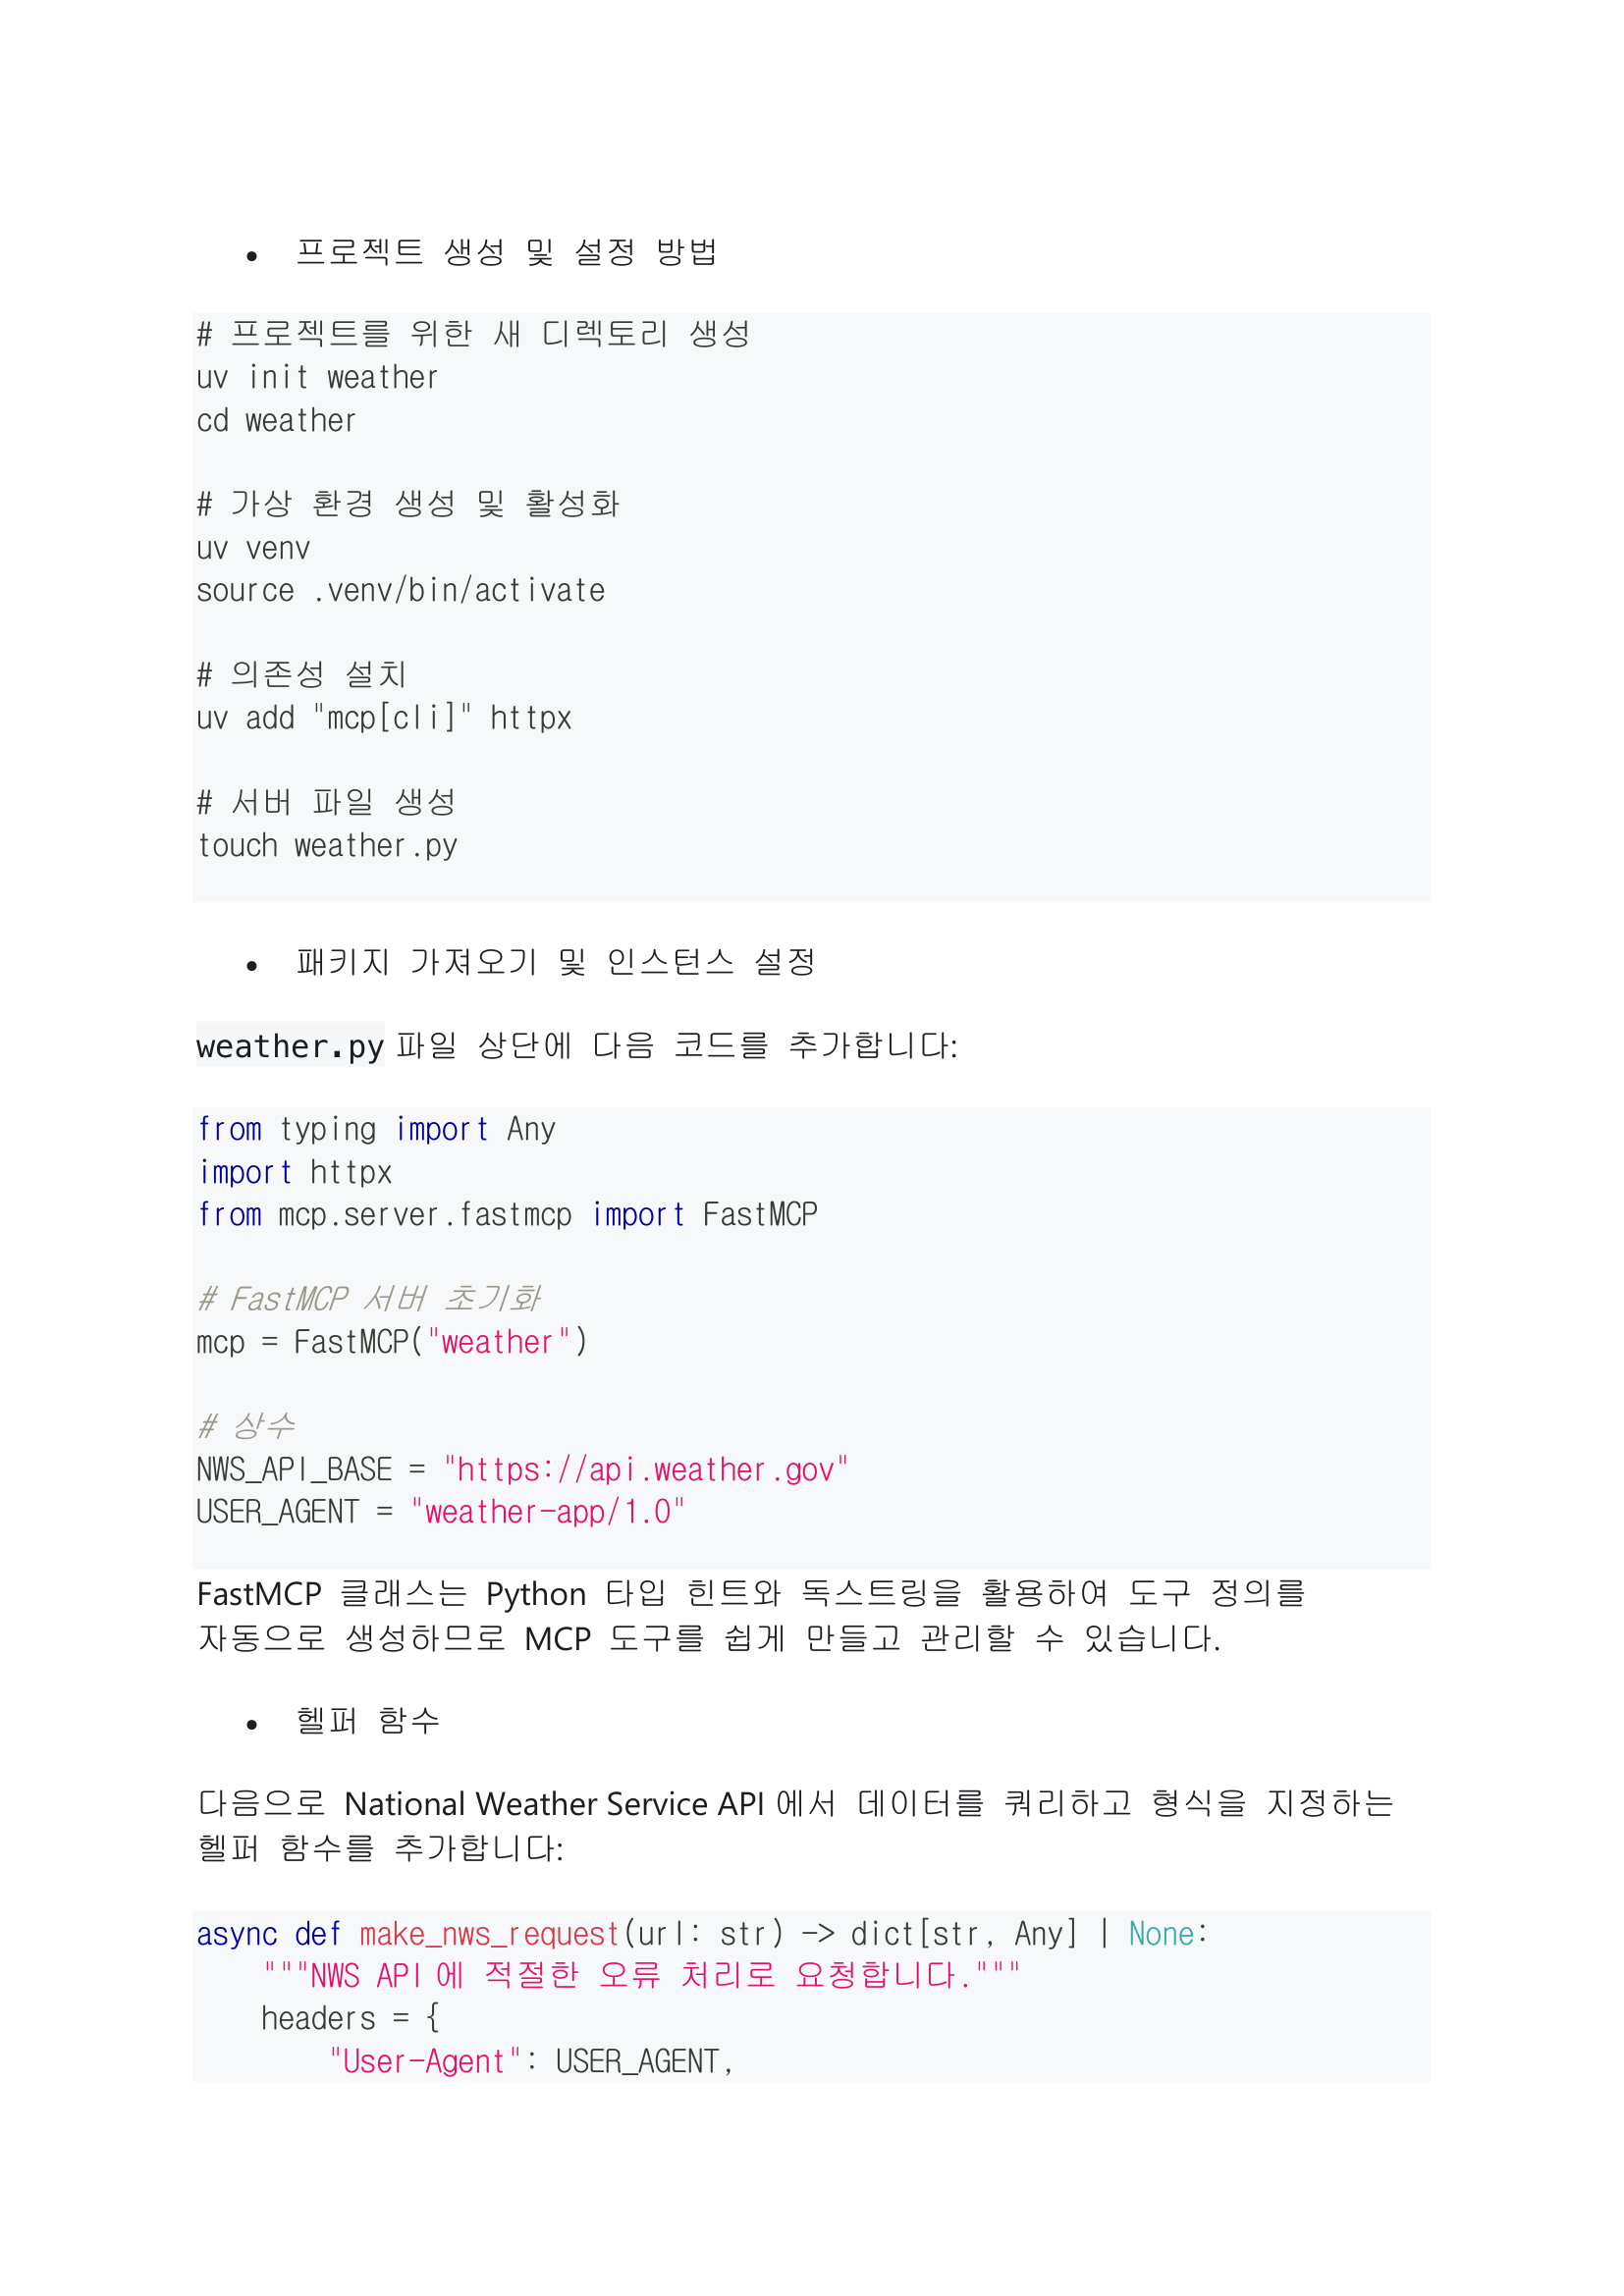 • 프로젝트 생성 및 설정 방법
# 프로젝트를 위한 새 디렉토리 생성
uv init weather
cd weather
# 가상 환경 생성 및 활성화
uv venv
source .venv/bin/activate
# 의존성 설치
uv add "mcp[cli]" httpx
# 서버 파일 생성
touch weather.py
• 패키지 가져오기 및 인스턴스 설정
weather.py 파일 상단에 다음 코드를 추가합니다:
from typing import Any
import httpx
from mcp.server.fastmcp import FastMCP
# FastMCP 서버 초기화
mcp = FastMCP("weather")
# 상수
NWS_API_BASE = "https://api.weather.gov"
USER_AGENT = "weather-app/1.0"
FastMCP 클래스는 Python 타입 힌트와 독스트링을 활용하여 도구 정의를
자동으로 생성하므로 MCP 도구를 쉽게 만들고 관리할 수 있습니다.
• 헬퍼 함수
다음으로 National Weather Service API에서 데이터를 쿼리하고 형식을 지정하는
헬퍼 함수를 추가합니다:
async def make_nws_request(url: str) -> dict[str, Any] | None:
    """NWS API에 적절한 오류 처리로 요청합니다."""
    headers = {
        "User-Agent": USER_AGENT,